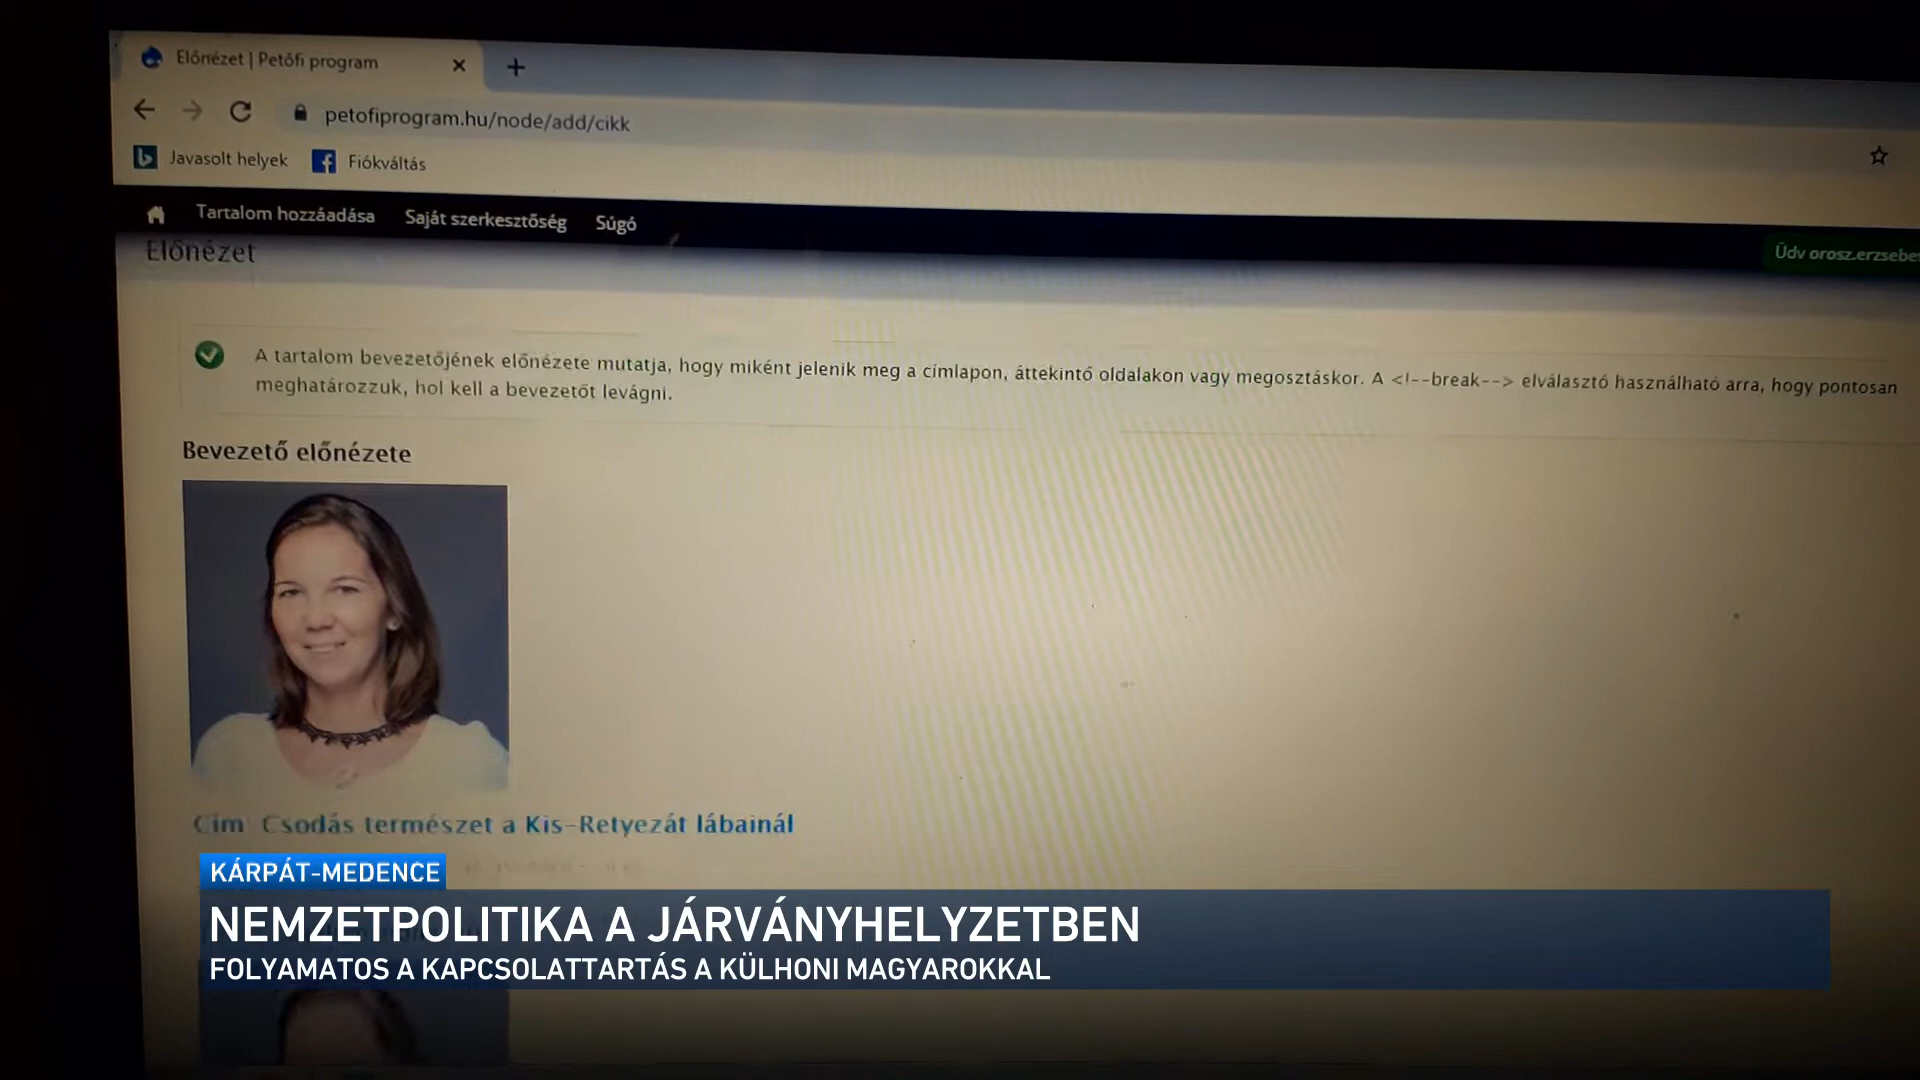 Előnézet | Petőfi program
petofiprogram.hu/node/add/cikk
Javasolt helyek Fiókváltás
Tartalom hozzáadása Saját szerkesztőség Súgó
Üdv orosz.erzsebet
Előnézet
A tartalom bevezetőjének előnézete mutatja, hogy miként jelenik meg a címlapon, áttekintő oldalakon vagy megosztáskor. A <!--break--> elválasztó használható arra, hogy pontosan
meghatározzuk, hol kell a bevezetőt levágni.
Bevezető előnézete
Cím Csodás természet a Kis-Retyezát lábainál
KÁRPÁT-MEDENCE
NEMZETPOLITIKA A JÁRVÁNYHELYZETBEN
FOLYAMATOS A KAPCSOLATTARTÁS A KÜLHONI MAGYAROKKAL